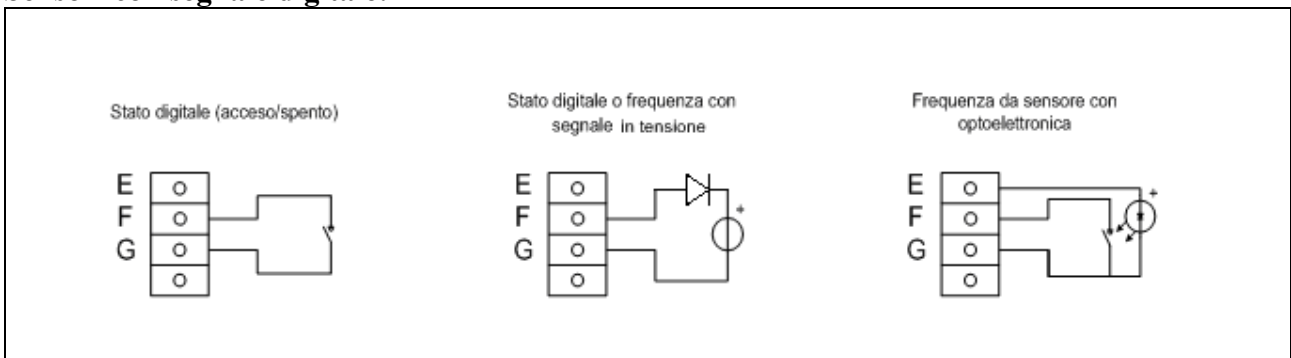 Stato digitale (acceso/spento)
Stato digitale o frequenza con
segnale in tensione
Frequenza da sensore con
optoelettronica
E
F
G
E
F
+
G
E
+
F
G